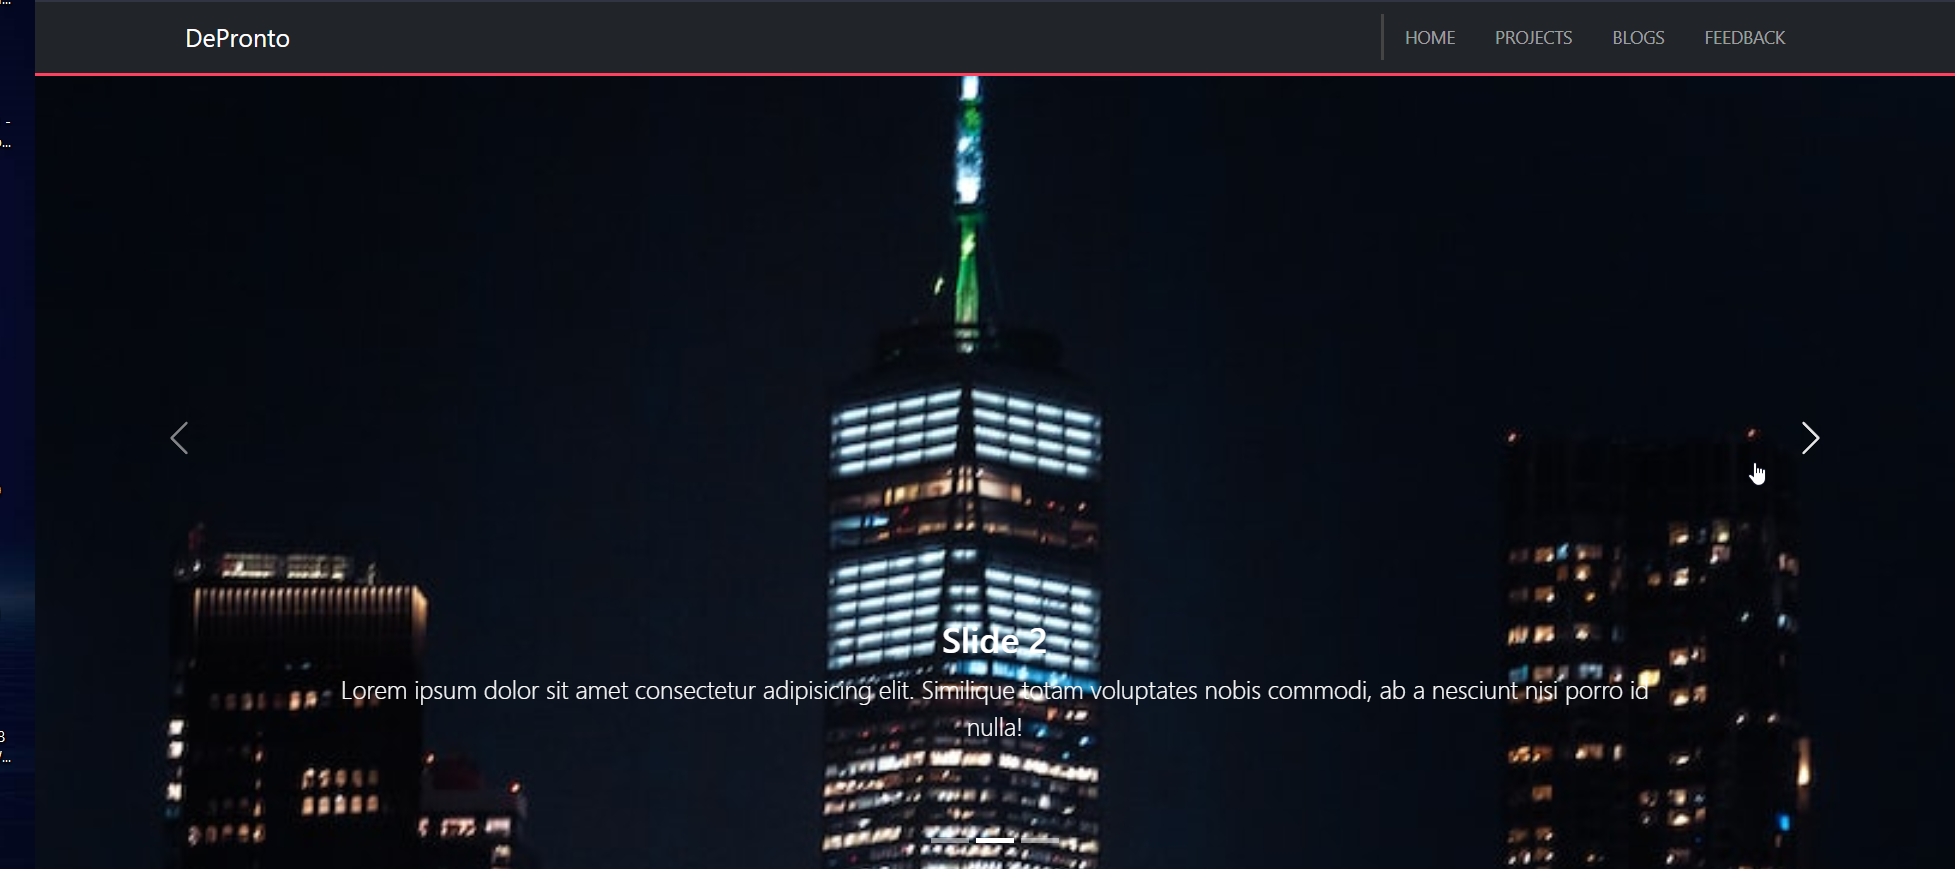 DePronto
HOME PROJECTS BLOGS FEEDBACK
Slide 2
Lorem ipsum dolor sit amet consectetur adipisicing elit. Similique totam voluptates nobis commodi, ab a nesciunt nisi porro id
nulla!